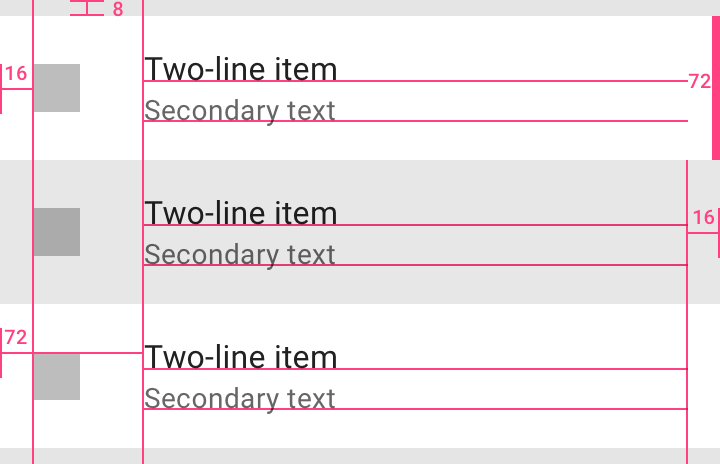 8
Two-line item
16
72
Secondary text
Two-line item
16
Secondary text
72
Two-line item
Secondary text